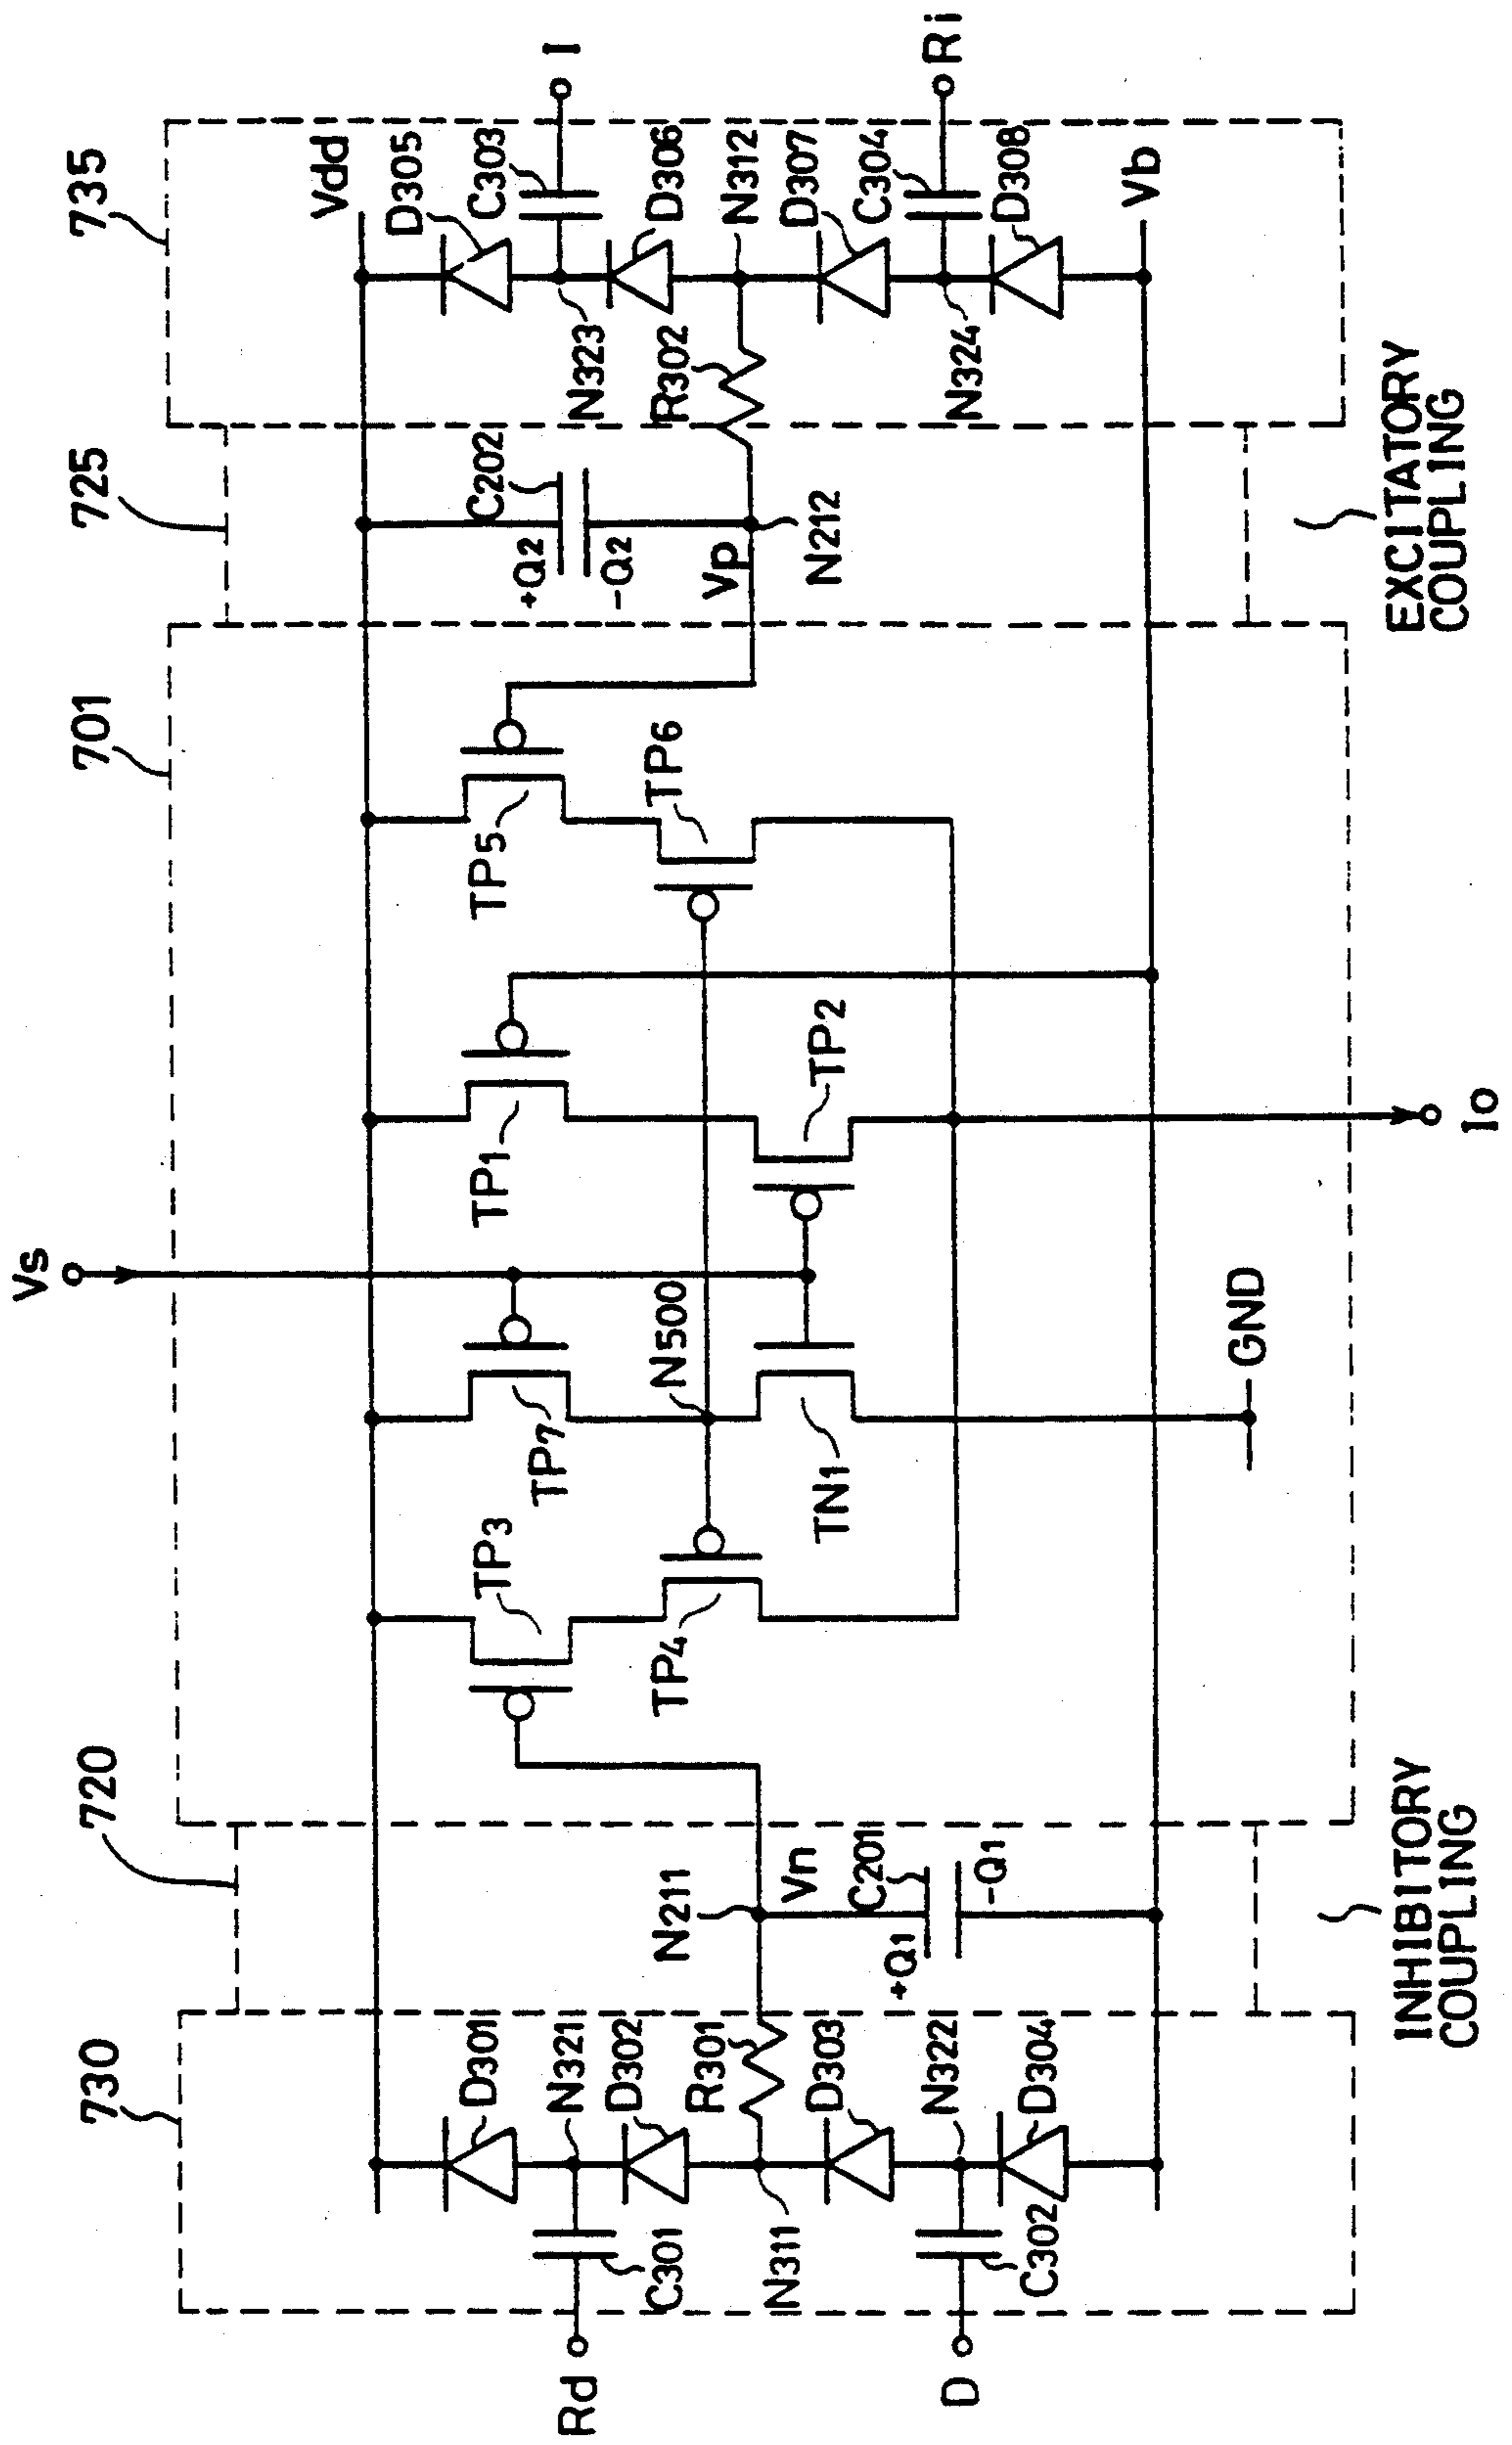 730
720
701
725
735
Vs
Vdd
Rd
D
C301
C302
D301
N321
D302
R301
N311
D303
N322
D304
N211
Vn
C201
+Q1
-Q1
TP3
TP4
TP7
N500
TN1
GND
TP1
TP2
TP5
TP6
Io
C202
+Q2
-Q2
Vp
N212
R302
N323
N324
D305
C303
D306
N312
D307
C304
D308
Vb
I
Ri
INHIBITORY
COUPLING
EXCITATORY
COUPLING